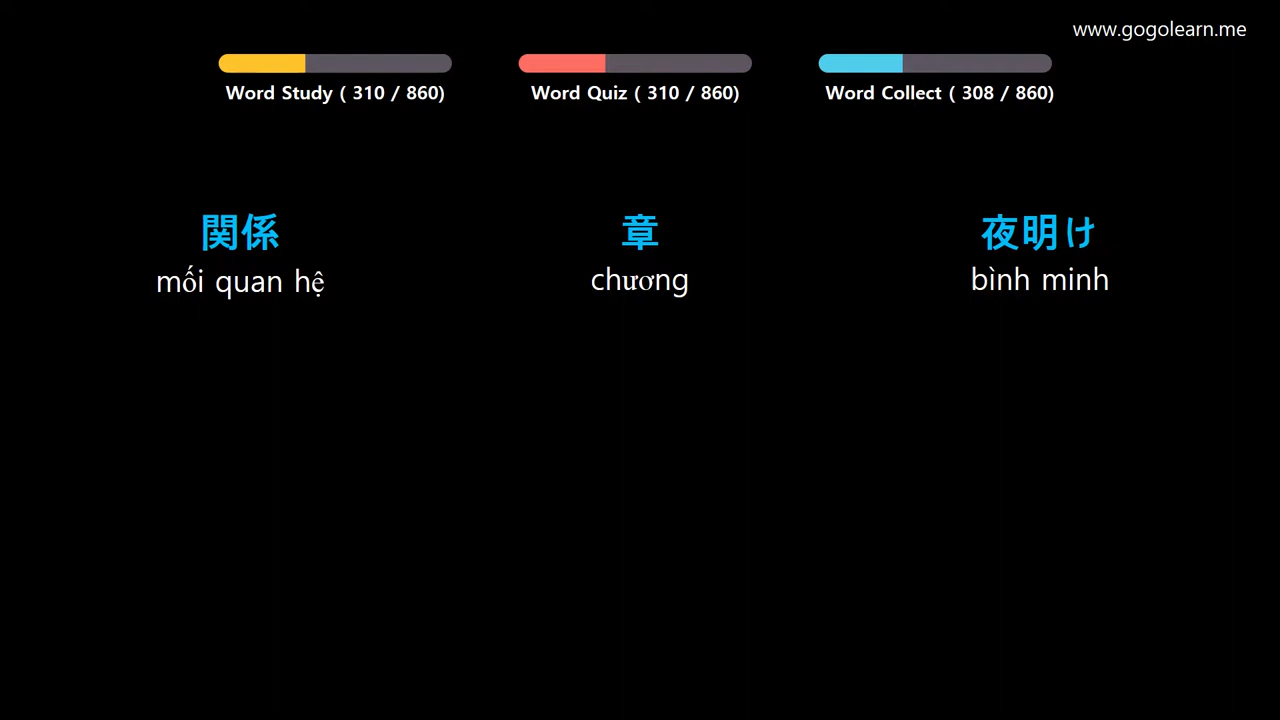 www.gogolearn.me
Word Study ( 310 / 860)
Word Quiz ( 310 / 860)
Word Collect ( 308 / 860)
関係
mối quan hệ
章
chương
夜明け
bình minh